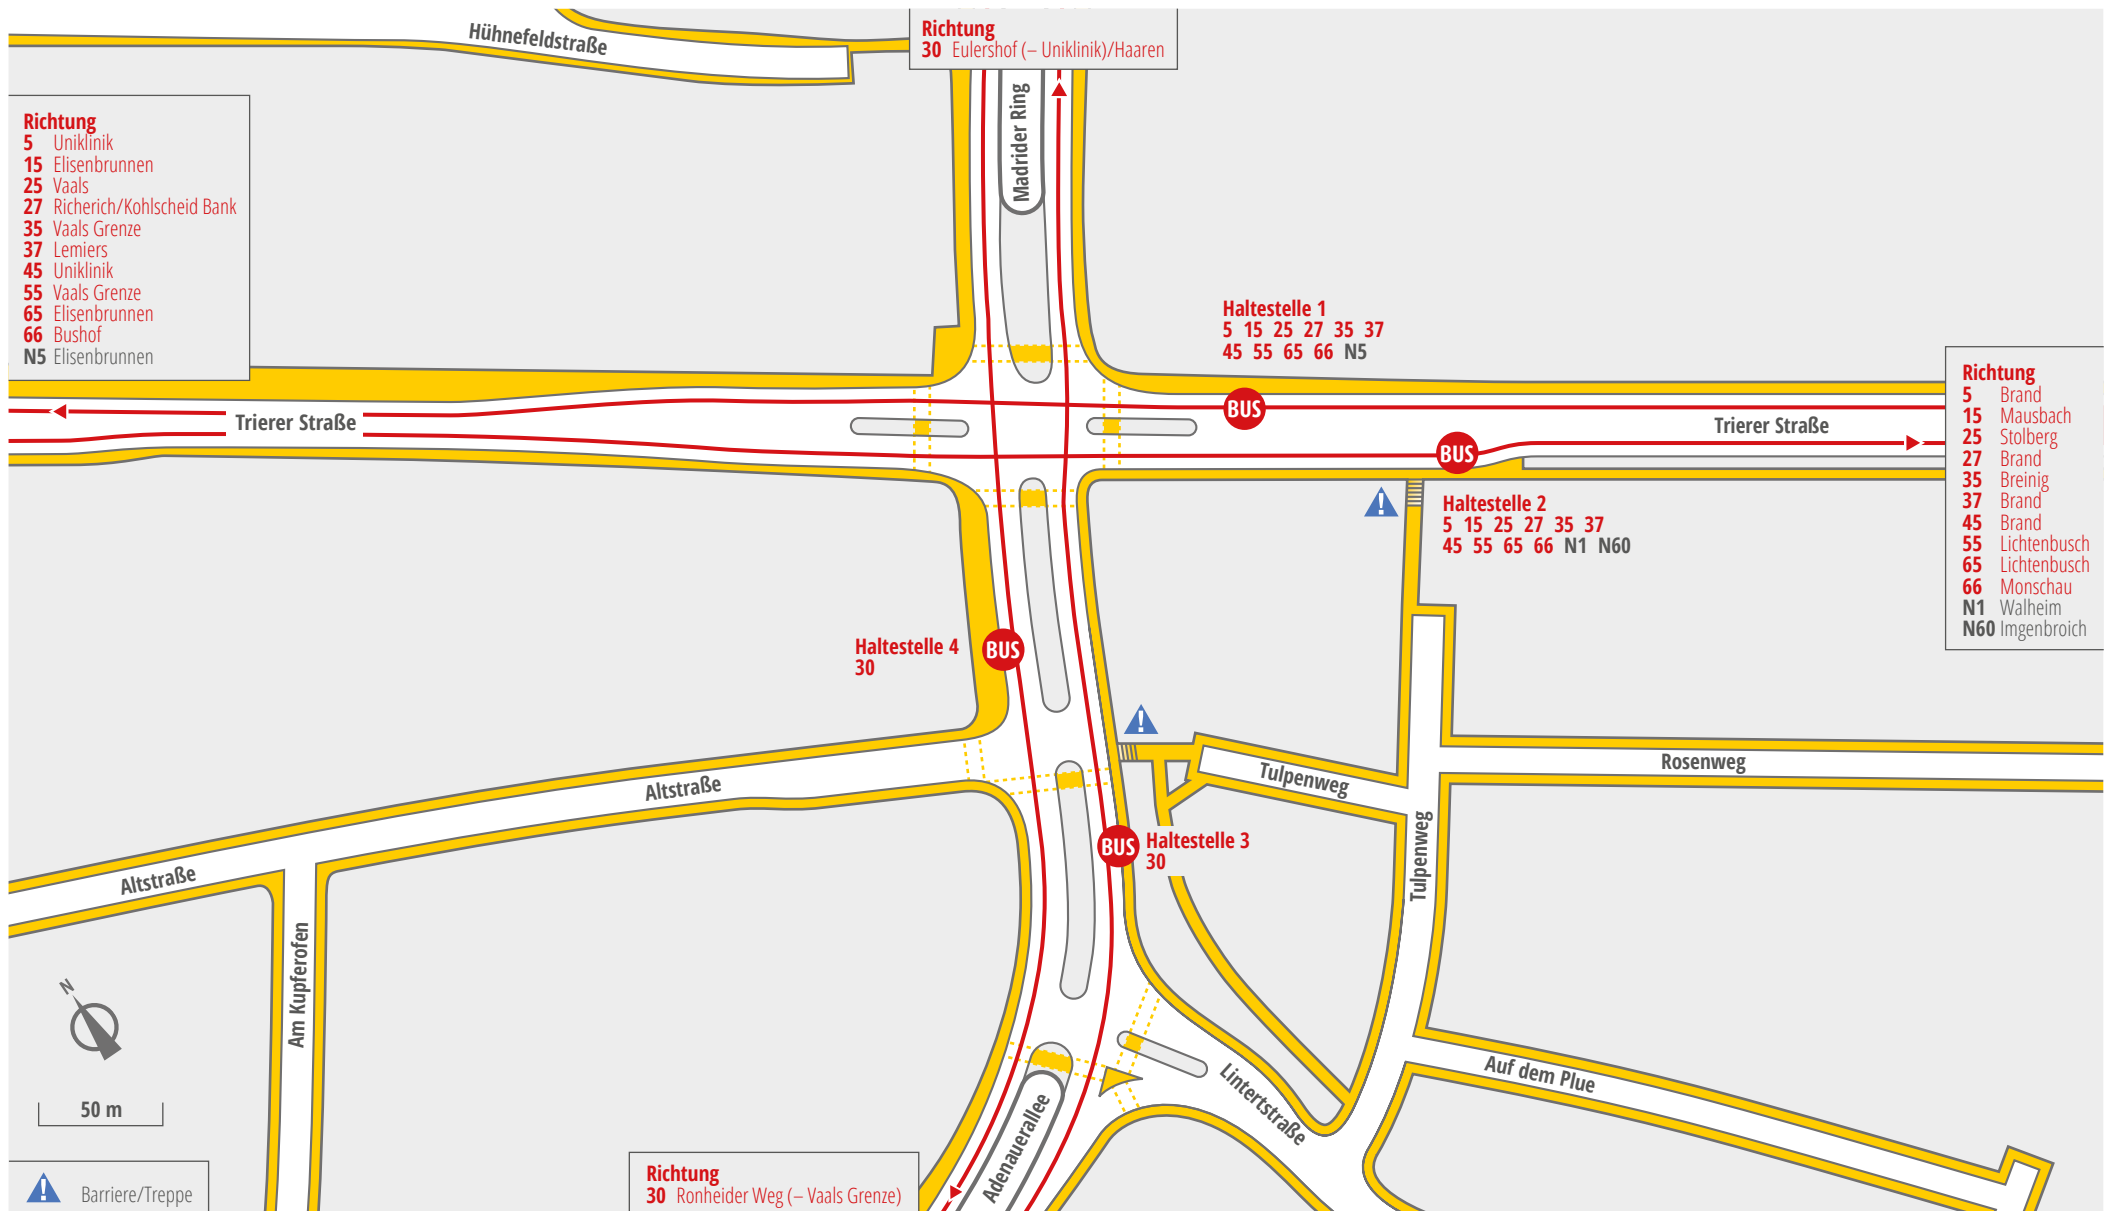 Hühnefeldstraße
Richtung
30 Eulershof (– Uniklinik)/Haaren
Madrider Ring
Richtung
5 Uniklinik
15 Elisenbrunnen
25 Vaals
27 Richerich/Kohlscheid Bank
35 Vaals Grenze
37 Lemiers
45 Uniklinik
55 Vaals Grenze
65 Elisenbrunnen
66 Bushof
N5 Elisenbrunnen
Haltestelle 1
5 15 25 27 35 37
45 55 65 66 N5
BUS
Trierer Straße
Trierer Straße
BUS
Richtung
5 Brand
15 Mausbach
25 Stolberg
27 Brand
35 Breinig
37 Brand
45 Brand
55 Lichtenbusch
65 Lichtenbusch
66 Monschau
N1 Walheim
N60 Imgenbroich
!
Haltestelle 2
5 15 25 27 35 37
45 55 65 66 N1 N60
Haltestelle 4
30
BUS
!
Altstraße
Tulpenweg
Rosenweg
BUS
Haltestelle 3
30
Tulpenweg
Altstraße
Am Kupferofen
N
50 m
Auf dem Plue
Lintertstraße
Adenauerallee
! Barriere/Treppe
Richtung
30 Ronheider Weg (– Vaals Grenze)